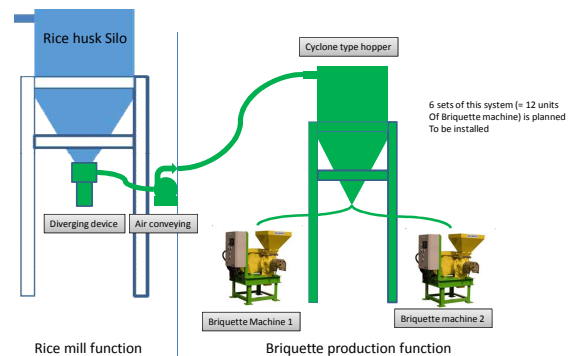 Rice husk Silo
Cyclone type hopper
6 sets of this system (= 12 units
Of Briquette machine) is planned
To be installed
Diverging device
Air conveying
Briquette Machine 1
Briquette machine 2
Rice mill function
Briquette production function